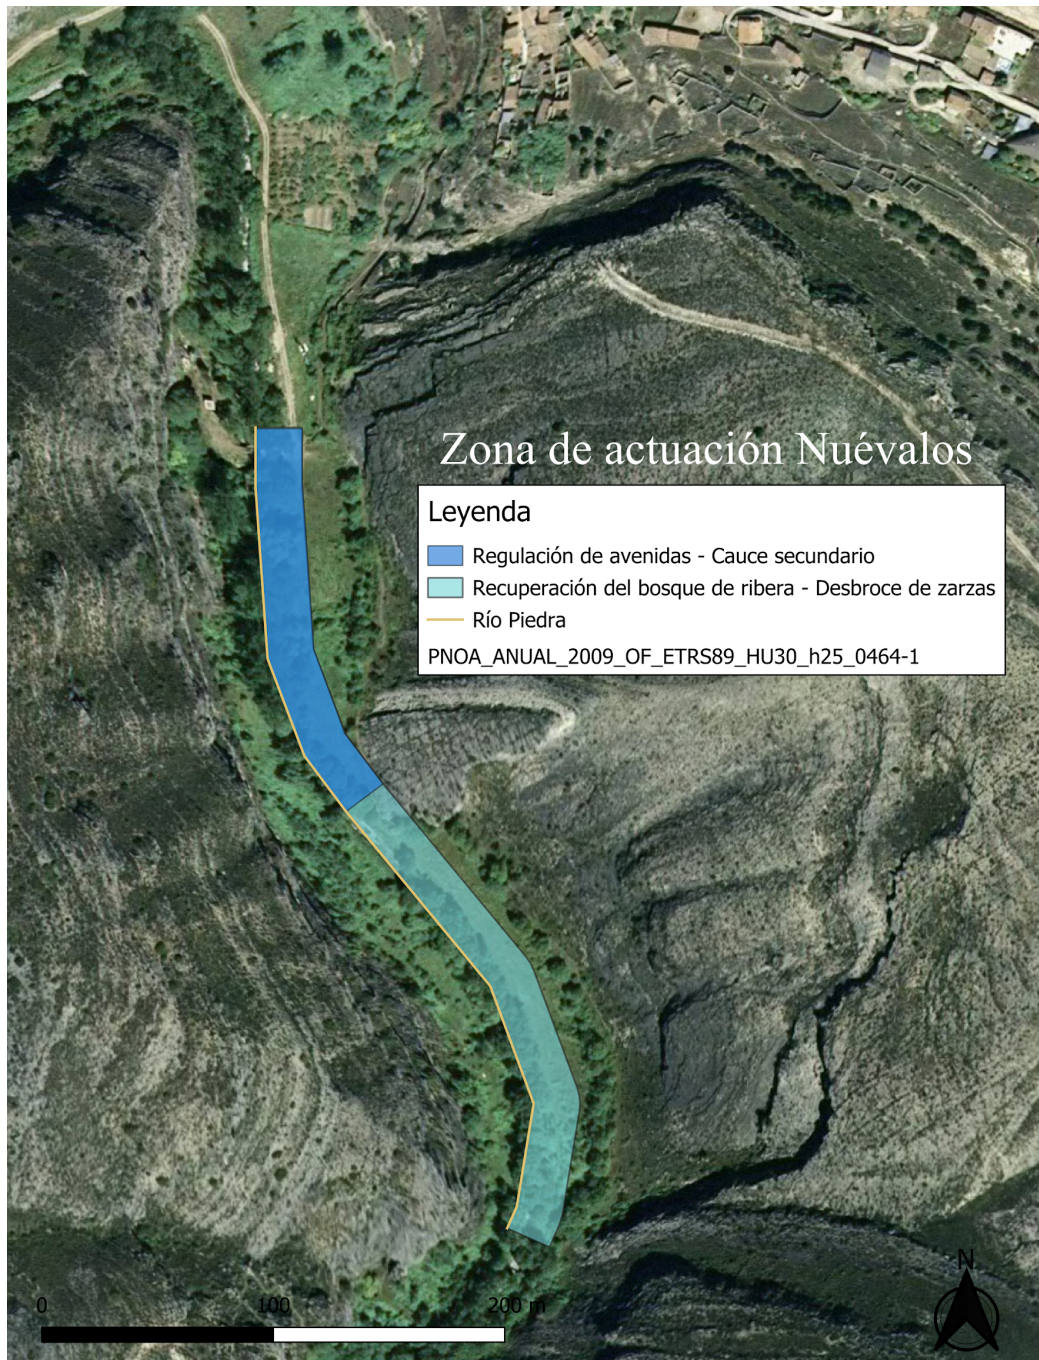 Zona de actuación Nuévalos
Leyenda
Regulación de avenidas - Cauce secundario
Recuperación del bosque de ribera - Desbroce de zarzas
Río Piedra
PNOA_ANUAL_2009_OF_ETRS89_HU30_h25_0464-1
N
0 100 200 m